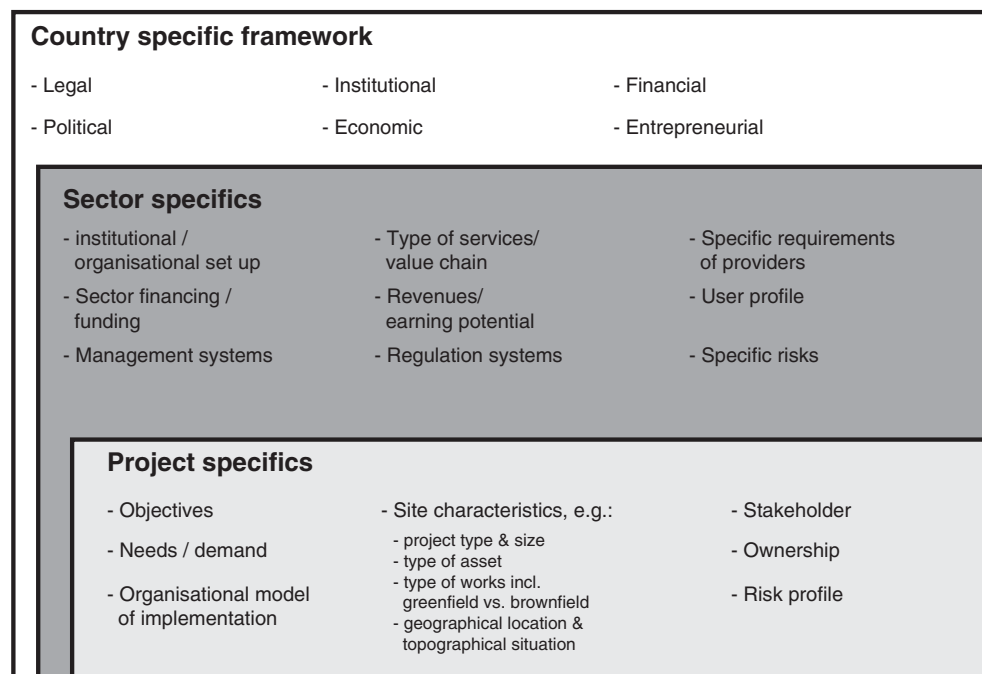 Country specific framework
- Legal
- Institutional
- Financial
- Political
- Economic
- Entrepreneurial
Sector specifics
- institutional /
organisational set up
- Type of services/
value chain
- Specific requirements
of providers
- Sector financing /
funding
- Revenues/
earning potential
- User profile
- Management systems
- Regulation systems
- Specific risks
Project specifics
- Objectives
- Needs / demand
- Organisational model
of implementation
- Site characteristics, e.g.:
- project type & size
- type of asset
- type of works incl.
greenfield vs. brownfield
- geographical location &
topographical situation
- Stakeholder
- Ownership
- Risk profile